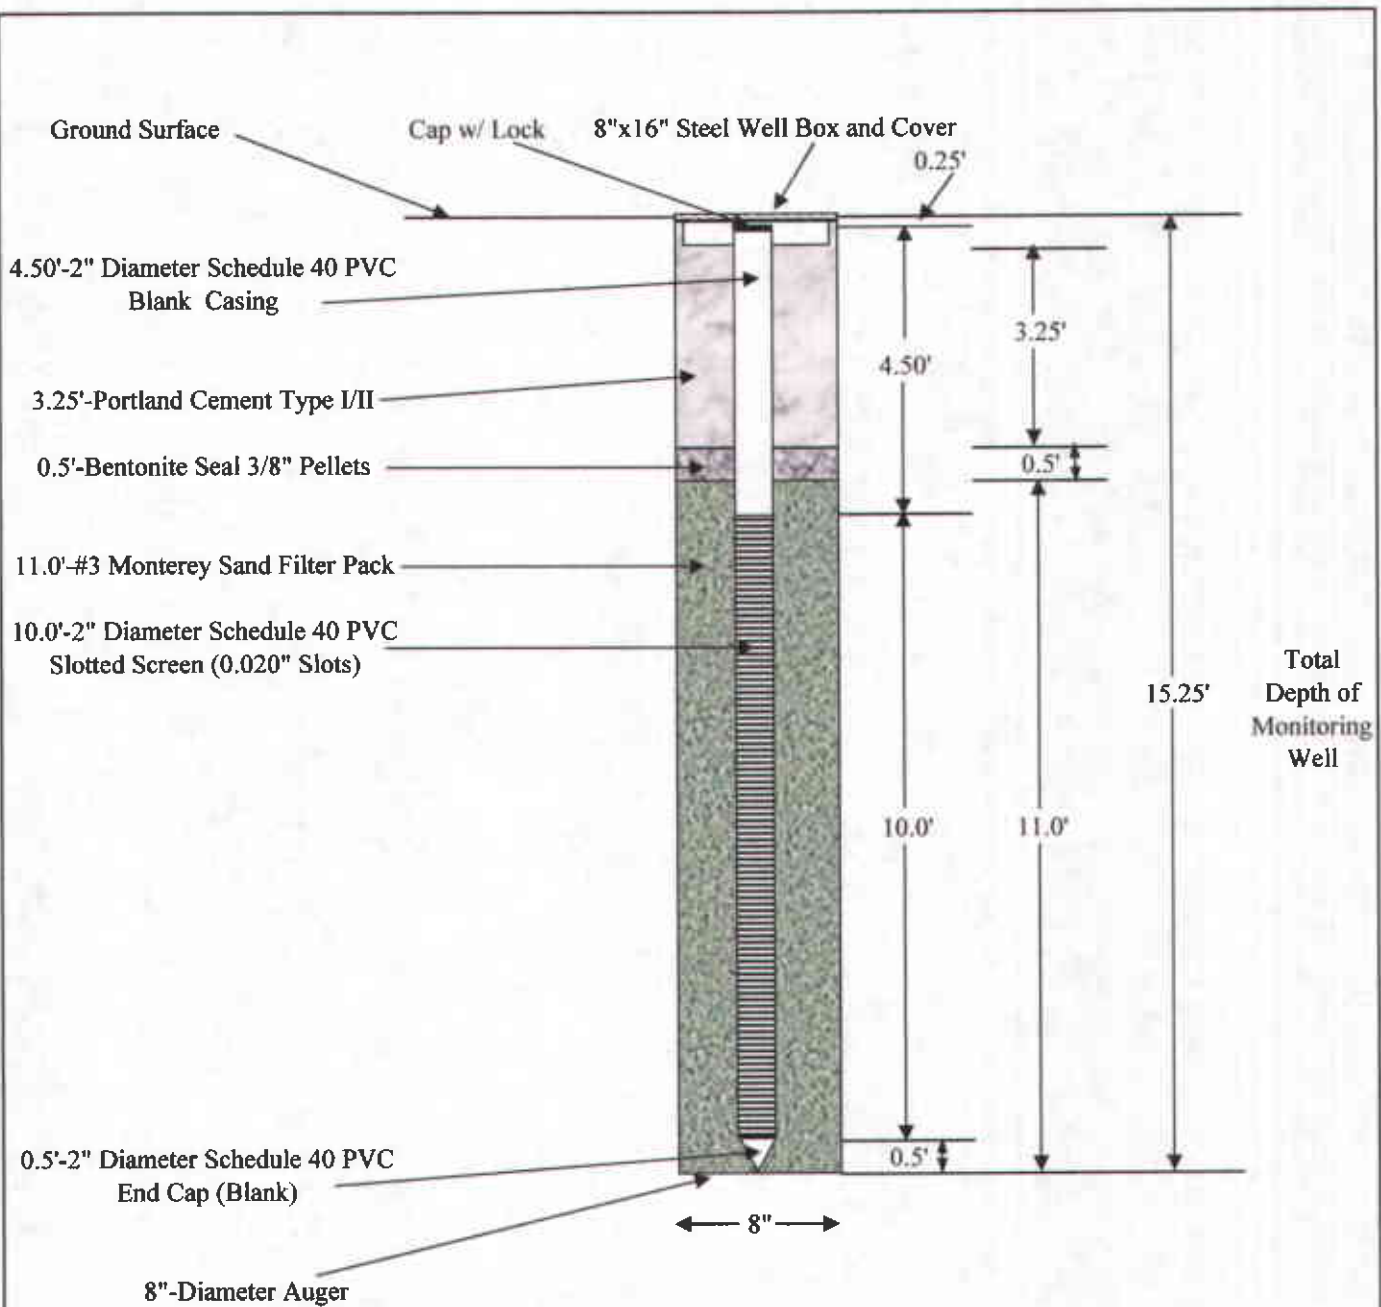 Ground Surface
Cap w/ Lock
8"x16" Steel Well Box and Cover
0.25'
4.50'-2" Diameter Schedule 40 PVC
Blank Casing
3.25'
4.50'
3.25'-Portland Cement Type I/II
0.5'-Bentonite Seal 3/8" Pellets
0.5'
11.0'-#3 Monterey Sand Filter Pack
10.0'-2" Diameter Schedule 40 PVC
Slotted Screen (0.020" Slots)
15.25'
Total
Depth of
Monitoring
Well
10.0'
11.0'
0.5'-2" Diameter Schedule 40 PVC
End Cap (Blank)
0.5'
8"
8"-Diameter Auger